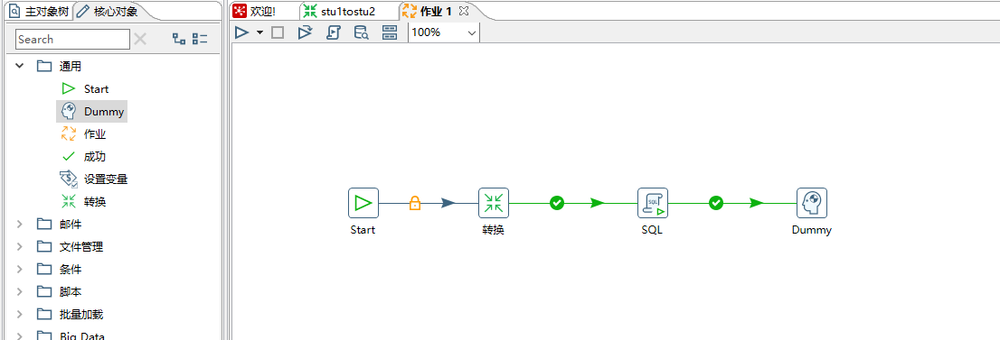 主对象树 核心对象 欢迎! stu1tostu2 作业 1
Search 100%
通用
Start
Dummy
作业
成功
设置变量
转换
邮件
文件管理
条件
脚本
批量加载
Big Data
Start 转换 SQL Dummy